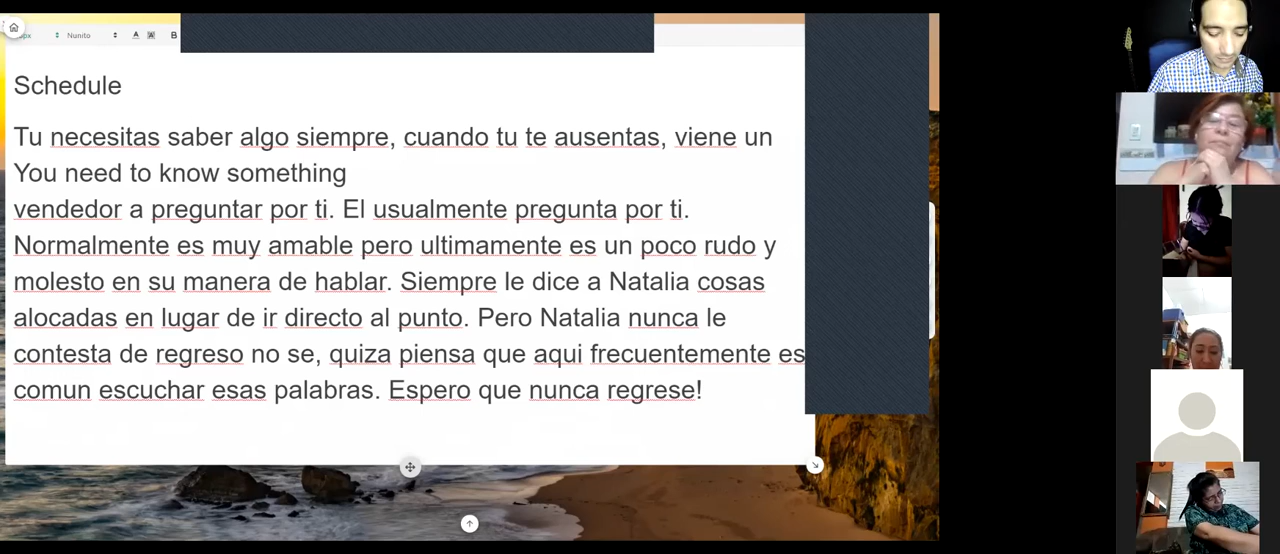 Nunito
A A B
Schedule
Tu necesitas saber algo siempre, cuando tu te ausentas, viene un
You need to know something
vendedor a preguntar por ti. El usualmente pregunta por ti.
Normalmente es muy amable pero ultimamente es un poco rudo y
molesto en su manera de hablar. Siempre le dice a Natalia cosas
alocadas en lugar de ir directo al punto. Pero Natalia nunca le
contesta de regreso no se, quiza piensa que aqui frecuentemente es
comun escuchar esas palabras. Espero que nunca regrese!